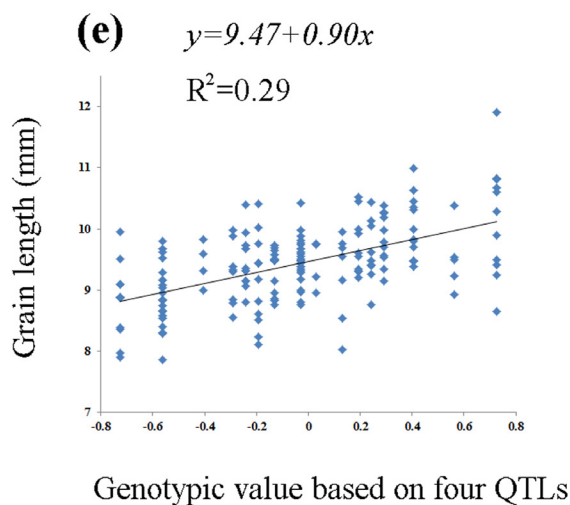 (e) y=9.47+0.90x
R²=0.29
Grain length (mm)
12
11
10
9
8
7
-0.8 -0.6 -0.4 -0.2 0 0.2 0.4 0.6 0.8
Genotypic value based on four QTLs